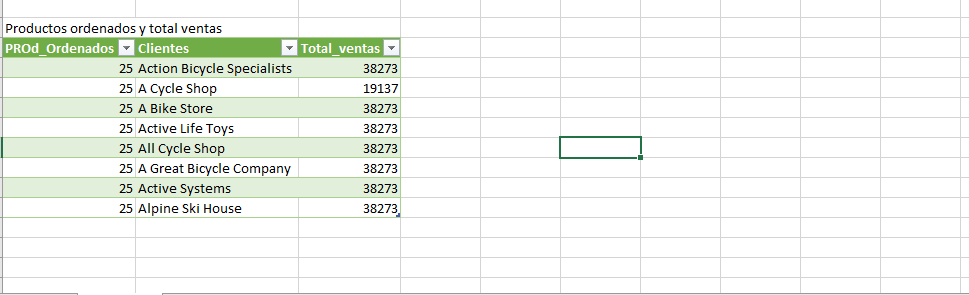 Productos ordenados y total ventas
PROd_Ordenados Clientes Total_ventas
25 Action Bicycle Specialists 38273
25 A Cycle Shop 19137
25 A Bike Store 38273
25 Active Life Toys 38273
25 All Cycle Shop 38273
25 A Great Bicycle Company 38273
25 Active Systems 38273
25 Alpine Ski House 38273